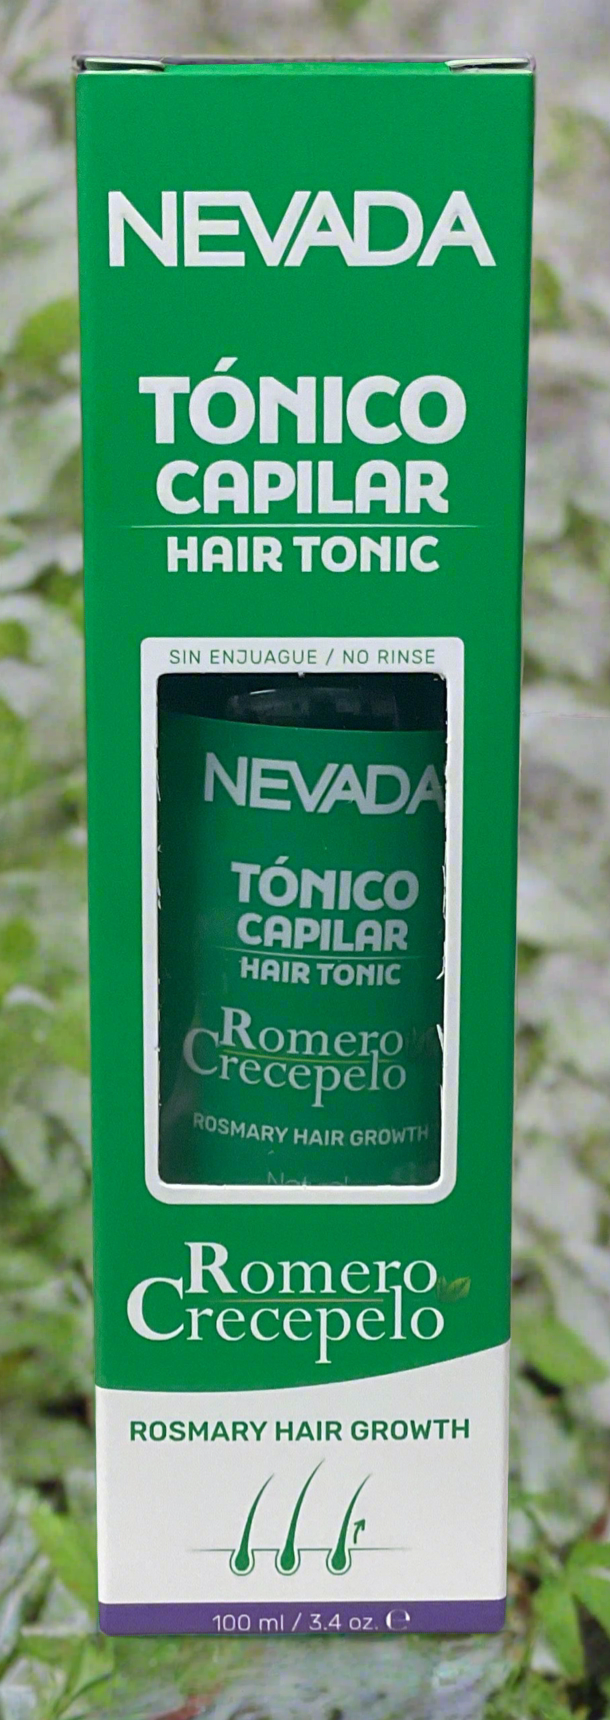 NEVADA
TÓNICO
CAPILAR
HAIR TONIC
SIN ENJUAGUE / NO RINSE
NEVADA
TÓNICO
CAPILAR
HAIR TONIC
Romero
Crecepelo
ROSMARY HAIR GROWTH
Romero
Crecepelo
ROSMARY HAIR GROWTH
100 ml / 3.4 oz. ℮